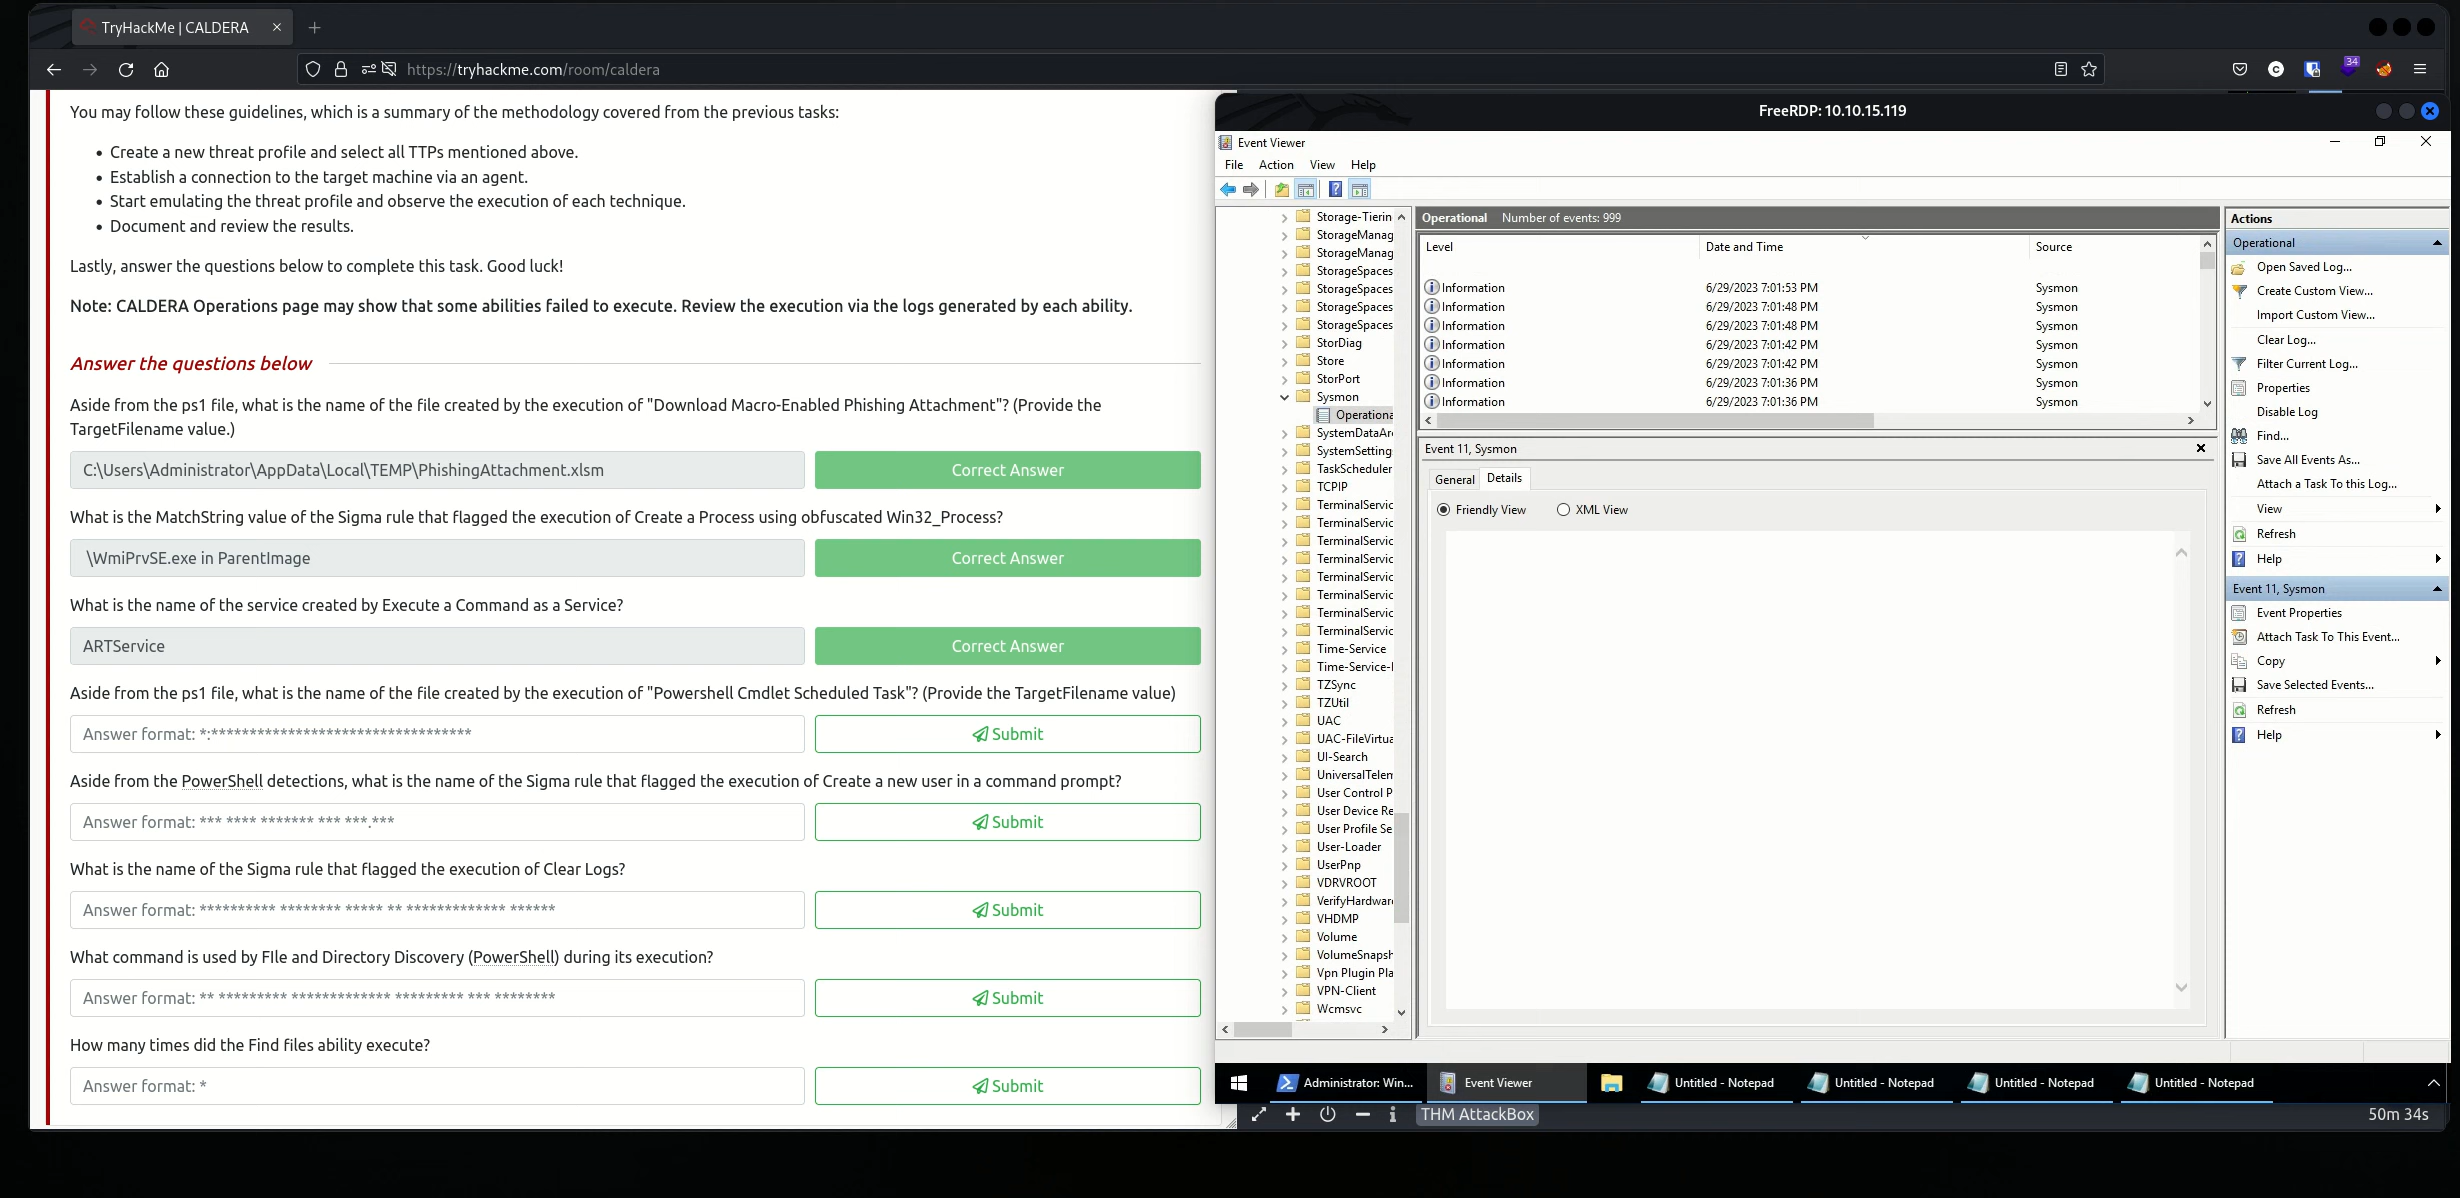 TryHackMe | CALDERA
https://tryhackme.com/room/caldera
34
You may follow these guidelines, which is a summary of the methodology covered from the previous tasks:
• Create a new threat profile and select all TTPs mentioned above.
• Establish a connection to the target machine via an agent.
• Start emulating the threat profile and observe the execution of each technique.
• Document and review the results.
Lastly, answer the questions below to complete this task. Good luck!
Note: CALDERA Operations page may show that some abilities failed to execute. Review the execution via the logs generated by each ability.
Answer the questions below
Aside from the ps1 file, what is the name of the file created by the execution of "Download Macro-Enabled Phishing Attachment"? (Provide the
TargetFilename value.)
C:\Users\Administrator\AppData\Local\TEMP\PhishingAttachment.xlsm
Correct Answer
What is the MatchString value of the Sigma rule that flagged the execution of Create a Process using obfuscated Win32_Process?
\WmiPrvSE.exe in ParentImage
Correct Answer
What is the name of the service created by Execute a Command as a Service?
ARTService
Correct Answer
Aside from the ps1 file, what is the name of the file created by the execution of "Powershell Cmdlet Scheduled Task"? (Provide the TargetFilename value)
Answer format: *:**********************************
Submit
Aside from the PowerShell detections, what is the name of the Sigma rule that flagged the execution of Create a new user in a command prompt?
Answer format: *** **** ******* *** ***.***
Submit
What is the name of the Sigma rule that flagged the execution of Clear Logs?
Answer format: ********** ******** ***** ** ************* ******
Submit
What command is used by FIle and Directory Discovery (PowerShell) during its execution?
Answer format: ** ********* ************* ********* *** ********
Submit
How many times did the Find files ability execute?
Answer format: *
Submit
FreeRDP: 10.10.15.119
Event Viewer
File Action View Help
Storage-Tierin
StorageManag
StorageManag
StorageSpaces
StorageSpaces
StorageSpaces
StorageSpaces
StorDiag
Store
StorPort
Sysmon
Operationa
SystemDataAr
SystemSetting
TaskScheduler
TCPIP
TerminalServic
TerminalServic
TerminalServic
TerminalServic
TerminalServic
TerminalServic
TerminalServic
TerminalServic
Time-Service
Time-Service-
TZSync
TZUtil
UAC
UAC-FileVirtua
UI-Search
UniversalTelem
User Control P
User Device Re
User Profile Se
User-Loader
UserPnp
VDRVROOT
VerifyHardwar
VHDMP
Volume
VolumeSnapsh
Vpn Plugin Pla
VPN-Client
Wcmsvc
Operational Number of events: 999
Level Date and Time Source
Information 6/29/2023 7:01:53 PM Sysmon
Information 6/29/2023 7:01:48 PM Sysmon
Information 6/29/2023 7:01:48 PM Sysmon
Information 6/29/2023 7:01:42 PM Sysmon
Information 6/29/2023 7:01:42 PM Sysmon
Information 6/29/2023 7:01:36 PM Sysmon
Information 6/29/2023 7:01:36 PM Sysmon
Event 11, Sysmon
General Details
Friendly View XML View
Actions
Operational
Open Saved Log...
Create Custom View...
Import Custom View...
Clear Log...
Filter Current Log...
Properties
Disable Log
Find...
Save All Events As...
Attach a Task To this Log...
View
Refresh
Help
Event 11, Sysmon
Event Properties
Attach Task To This Event...
Copy
Save Selected Events...
Refresh
Help
Administrator: Win... Event Viewer Untitled - Notepad Untitled - Notepad Untitled - Notepad Untitled - Notepad
THM AttackBox 50m 34s